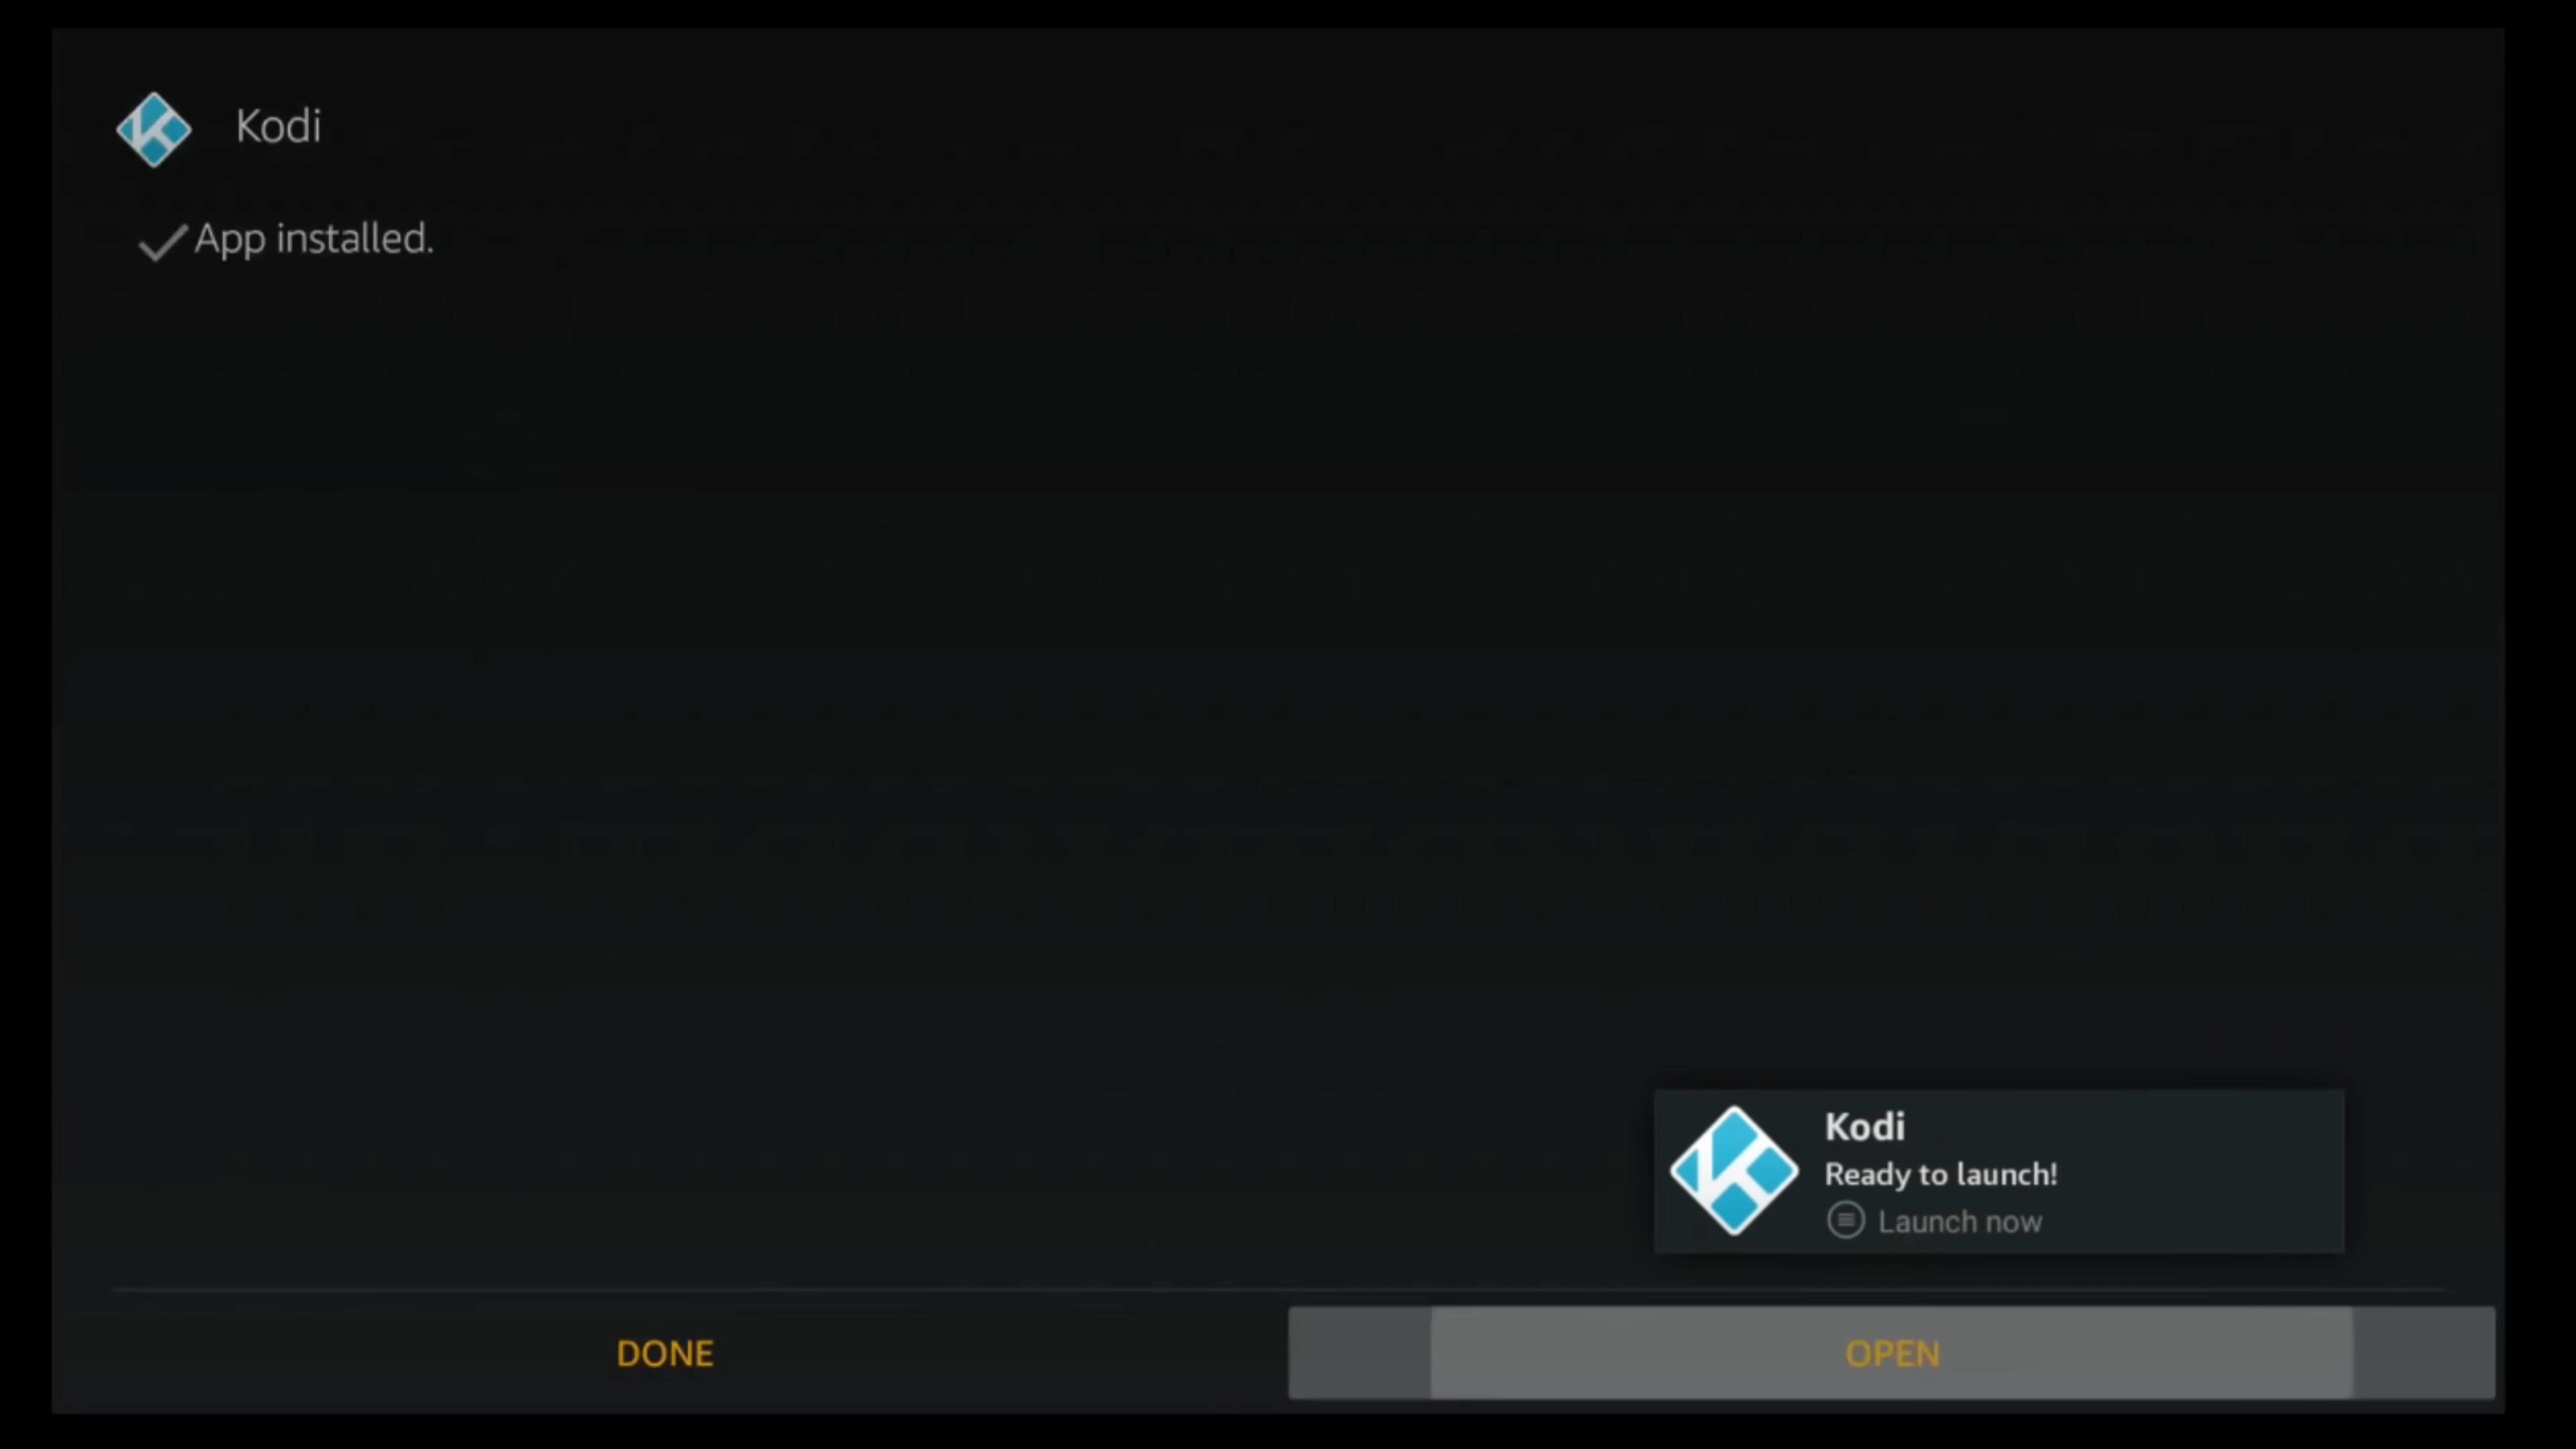 Kodi
App installed.
Kodi
Ready to launch!
Launch now
DONE
OPEN